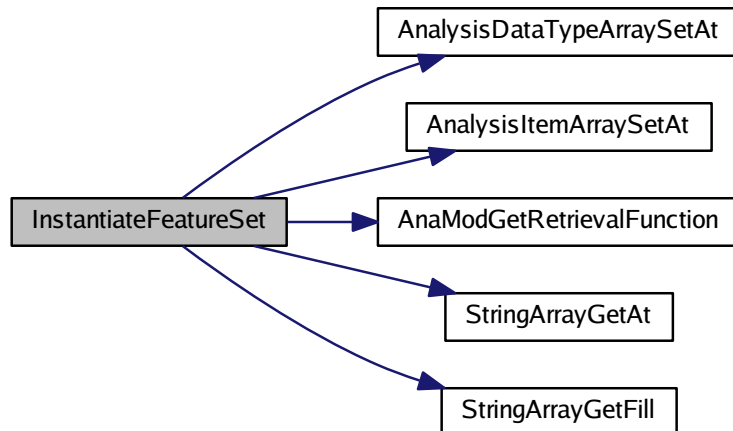 AnalysisDataTypeArraySetAt
AnalysisItemArraySetAt
InstantiateFeatureSet
AnaModGetRetrievalFunction
StringArrayGetAt
StringArrayGetFill